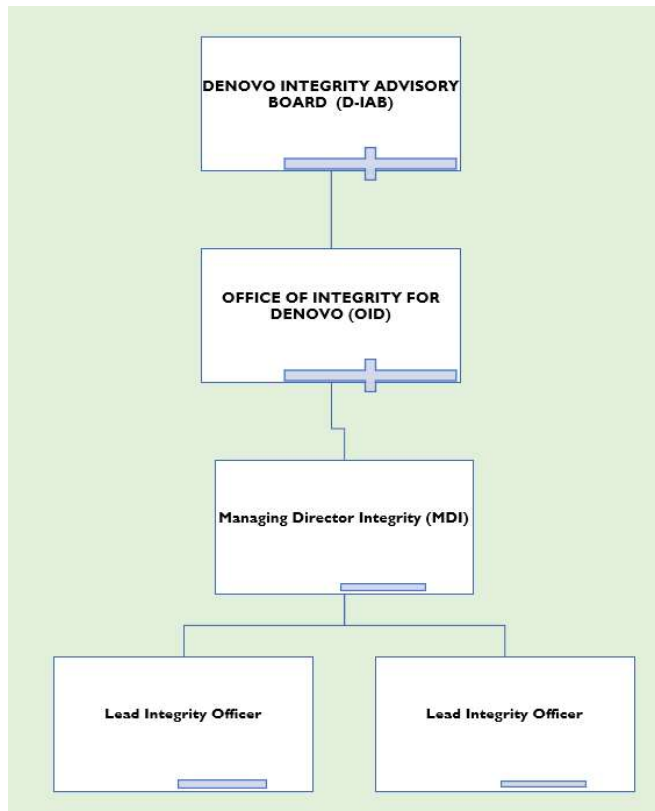 DENOVO INTEGRITY ADVISORY
BOARD (D-IAB)
OFFICE OF INTEGRITY FOR
DENOVO (OID)
Managing Director Integrity (MDI)
Lead Integrity Officer
Lead Integrity Officer